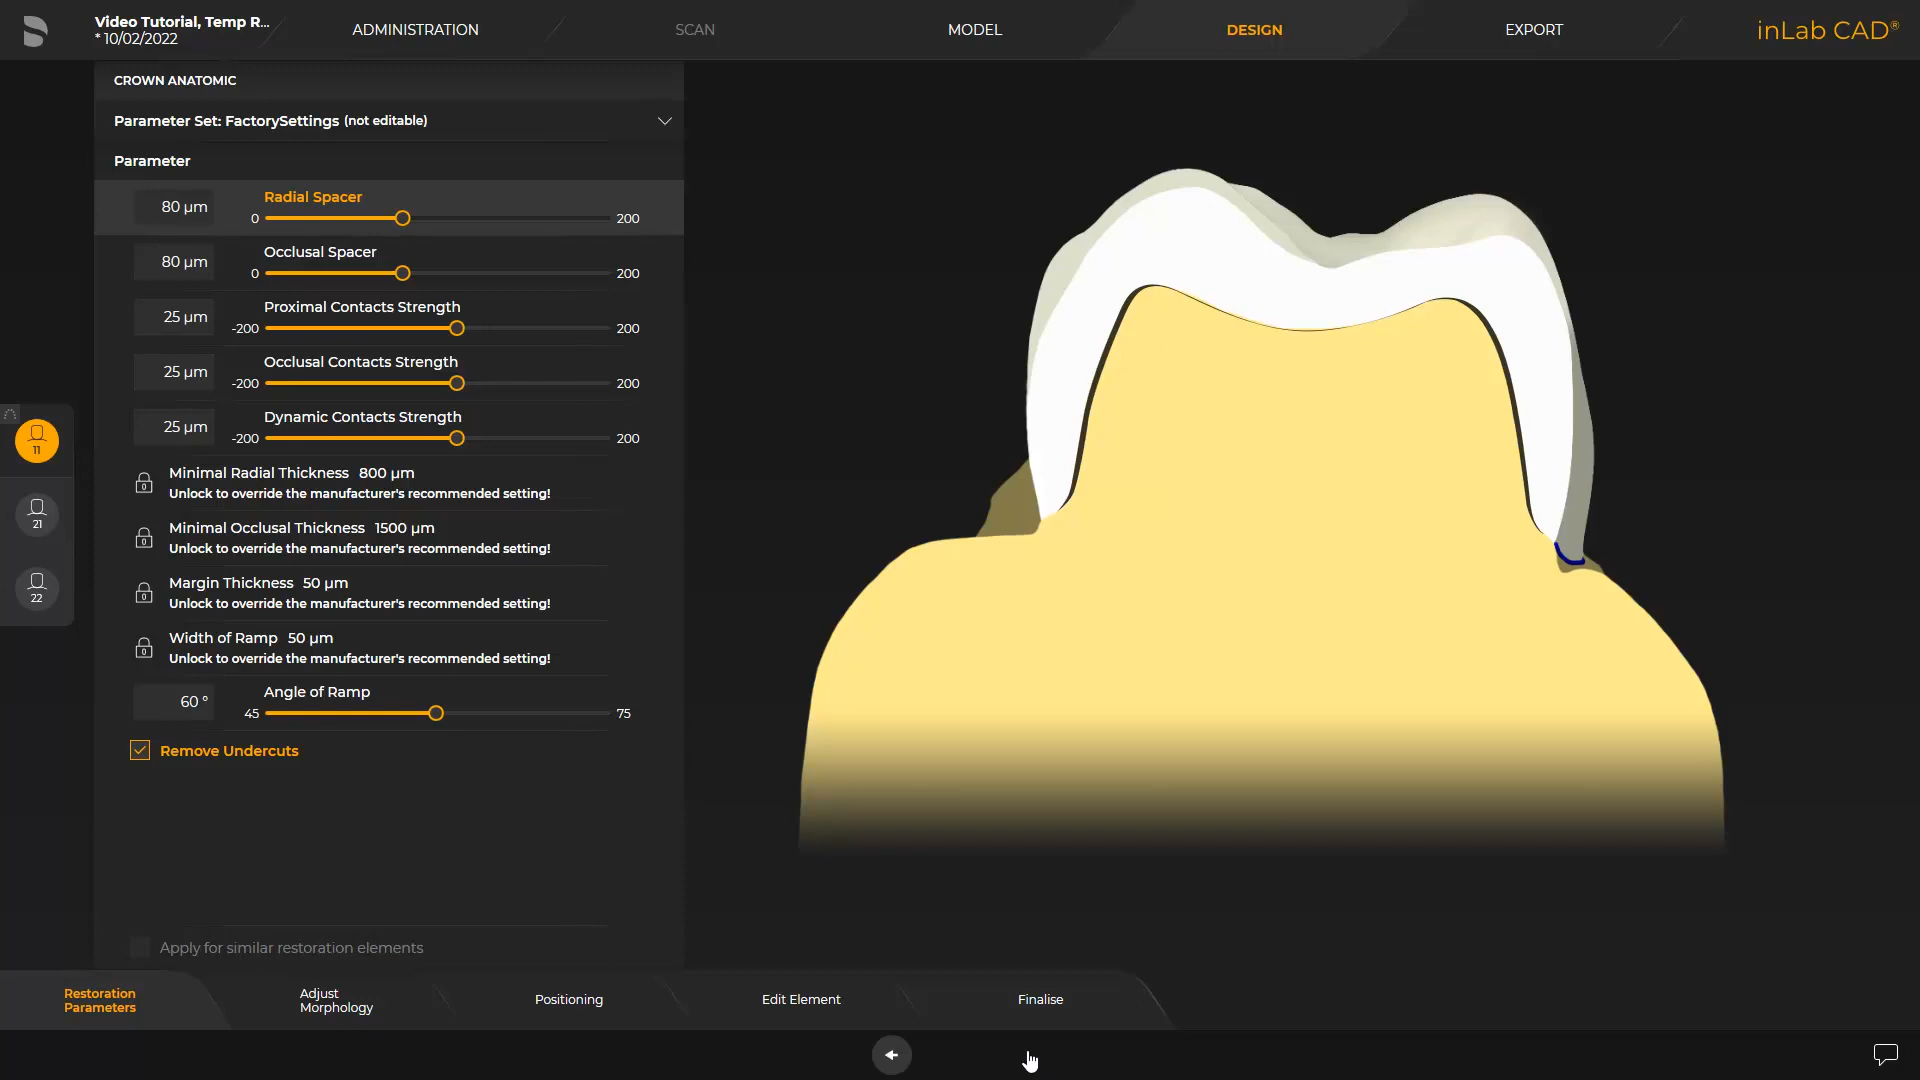 Video Tutorial, Temp R...
* 10/02/2022
ADMINISTRATION
SCAN
MODEL
DESIGN
EXPORT
inLab CAD®
CROWN ANATOMIC
Parameter Set: FactorySettings (not editable)
Parameter
80 µm
Radial Spacer
0
200
80 µm
Occlusal Spacer
0
200
25 µm
Proximal Contacts Strength
-200
200
25 µm
Occlusal Contacts Strength
-200
200
25 µm
Dynamic Contacts Strength
-200
200
Minimal Radial Thickness 800 µm
Unlock to override the manufacturer's recommended setting!
Minimal Occlusal Thickness 1500 µm
Unlock to override the manufacturer's recommended setting!
Margin Thickness 50 µm
Unlock to override the manufacturer's recommended setting!
Width of Ramp 50 µm
Unlock to override the manufacturer's recommended setting!
60 °
Angle of Ramp
45
75
Remove Undercuts
Apply for similar restoration elements
11
21
22
Restoration
Parameters
Adjust
Morphology
Positioning
Edit Element
Finalise